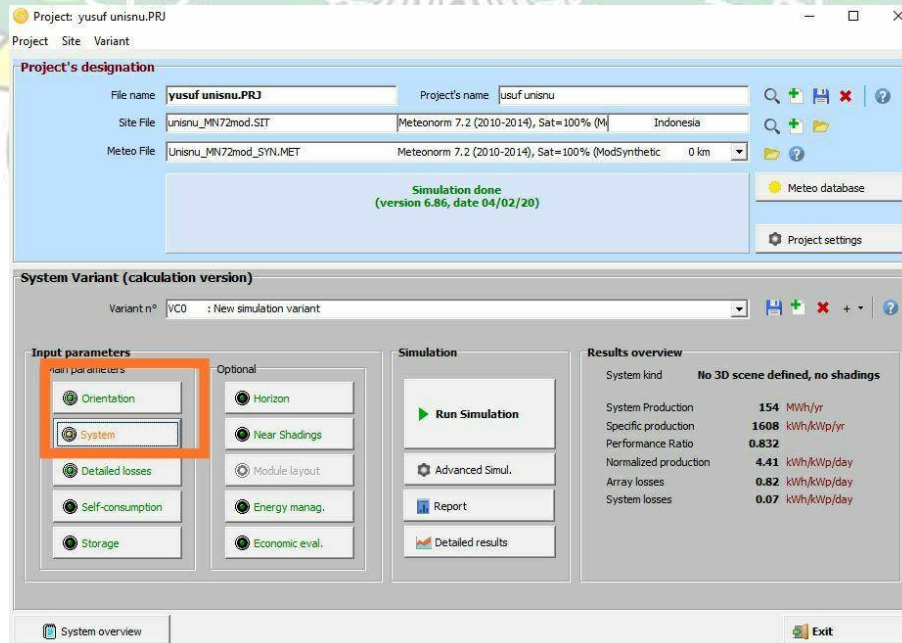 Project: yusuf unisnu.PRJ
Project Site Variant
Project's designation
File name yusuf unisnu.PRJ Project's name usuf unisnu
Site File unisnu_MN72mod.SIT Meteonorm 7.2 (2010-2014), Sat=100% (Mo Indonesia
Meteo File Unisnu_MN72mod_SYN.MET Meteonorm 7.2 (2010-2014), Sat=100% (ModSynthetic 0 km
Simulation done
(version 6.86, date 04/02/20)
Meteo database
Project settings
System Variant (calculation version)
Variant n° VC0 : New simulation variant
Input parameters
Main parameters
Orientation
System
Detailed losses
Self-consumption
Storage
Optional
Horizon
Near Shadings
Module layout
Energy manag.
Economic eval.
Simulation
Run Simulation
Advanced Simul.
Report
Detailed results
Results overview
System kind No 3D scene defined, no shadings
System Production 154 MWh/yr
Specific production 1608 kWh/kWp/yr
Performance Ratio 0.832
Normalized production 4.41 kWh/kWp/day
Array losses 0.82 kWh/kWp/day
System losses 0.07 kWh/kWp/day
System overview
Exit